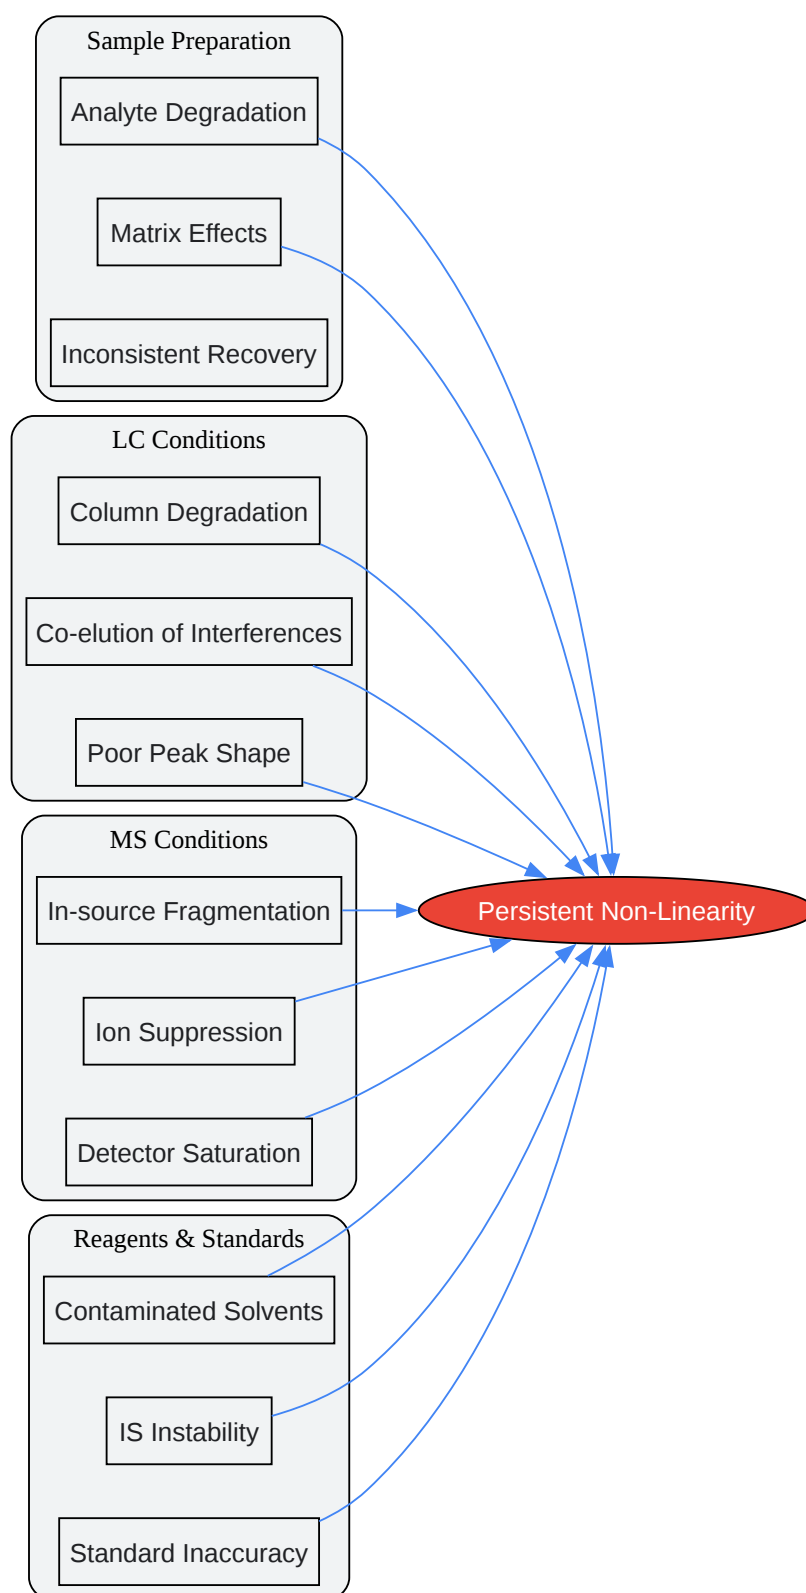 Sample Preparation
Analyte Degradation
Matrix Effects
Inconsistent Recovery
LC Conditions
Column Degradation
Co-elution of Interferences
Poor Peak Shape
MS Conditions
In-source Fragmentation
Persistent Non-Linearity
Ion Suppression
Detector Saturation
Reagents & Standards
Contaminated Solvents
IS Instability
Standard Inaccuracy